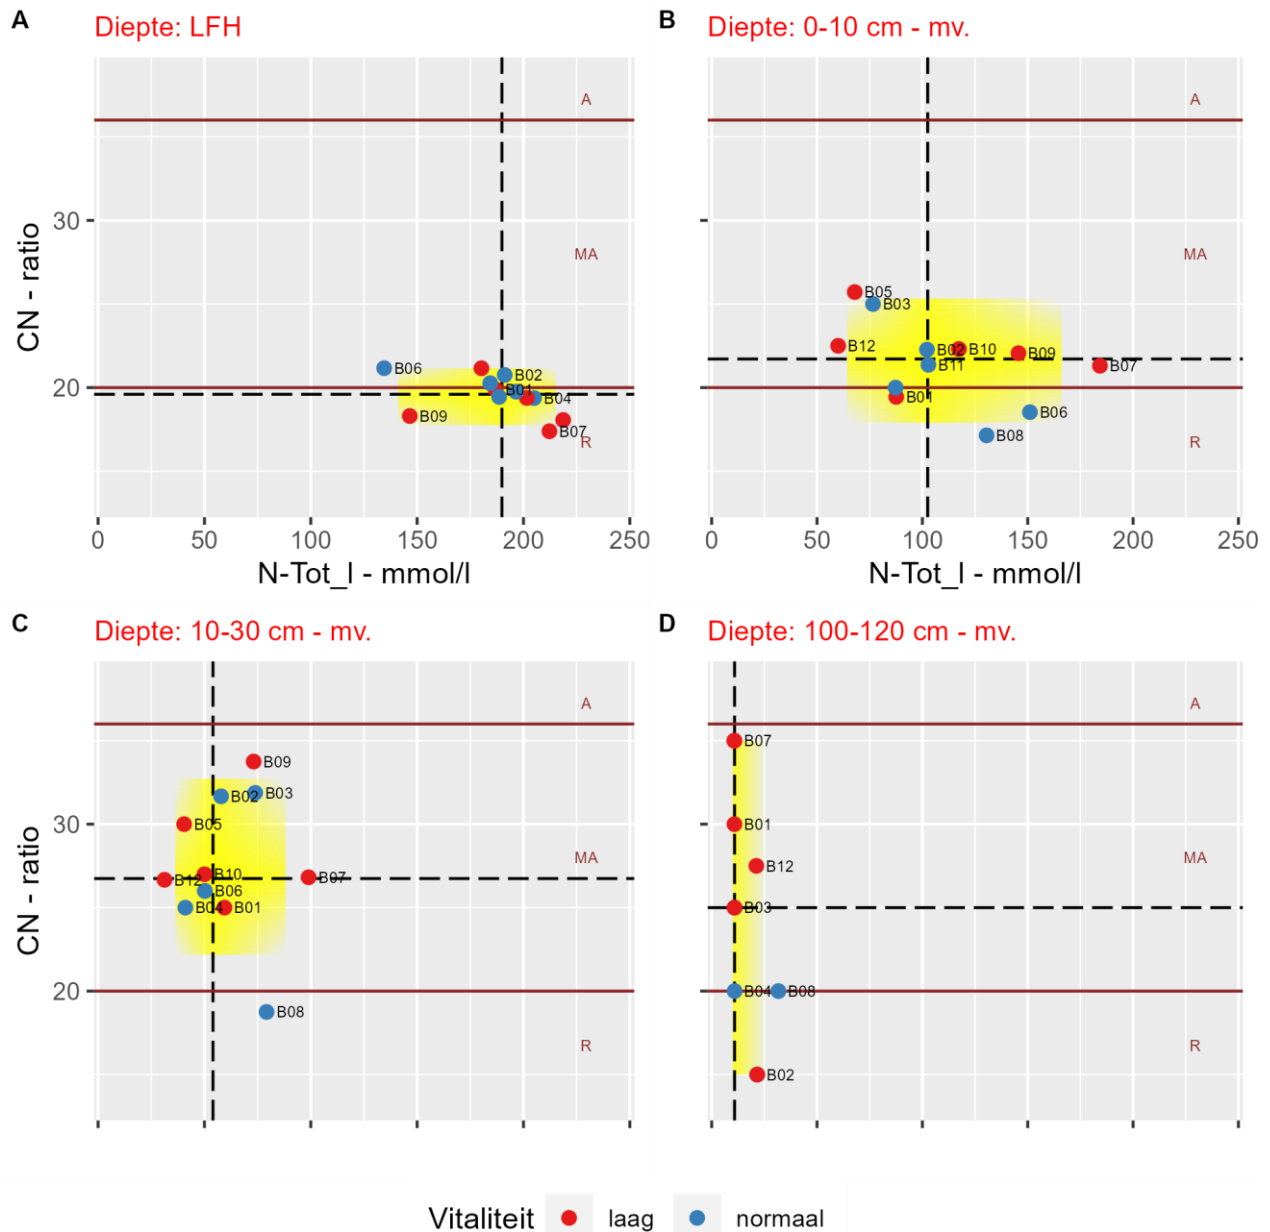 A Diepte: LFH
A
30
MA
CN - ratio
B06
B02
20
B01
B04
B09
B07
R
0 50 100 150 200 250
N-Tot_l - mmol/l
B Diepte: 0-10 cm - mv.
A
MA
B05
B03
B12
B02
B10
B09
B11
B07
B01
B06
B08
R
0 50 100 150 200 250
N-Tot_l - mmol/l
C Diepte: 10-30 cm - mv.
A
B09
B02
B03
30
B05
MA
CN - ratio
B12
B10
B07
B06
B04
B01
20
B08
R
D Diepte: 100-120 cm - mv.
A
B07
B01
MA
B12
B03
B04
B08
R
B02
Vitaliteit laag normaal